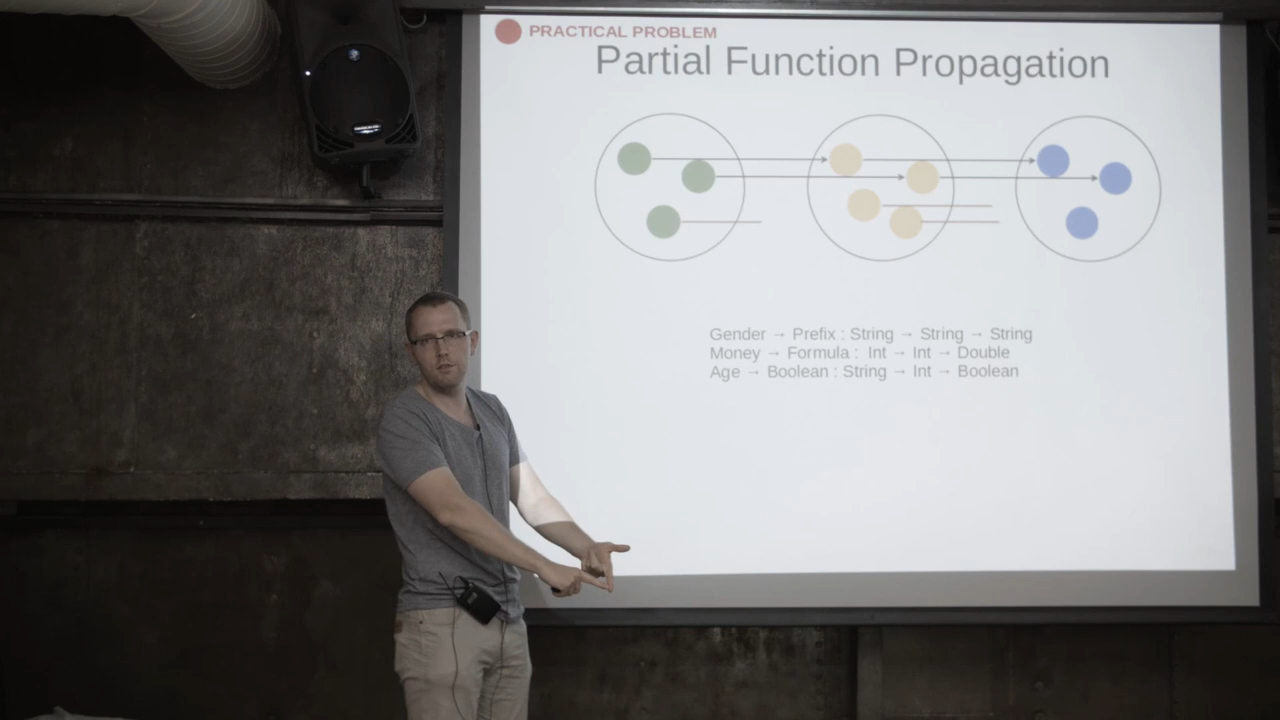 PRACTICAL PROBLEM
Partial Function Propagation
Gender → Prefix : String → String → String
Money → Formula : Int → Int → Double
Age → Boolean : String → Int → Boolean